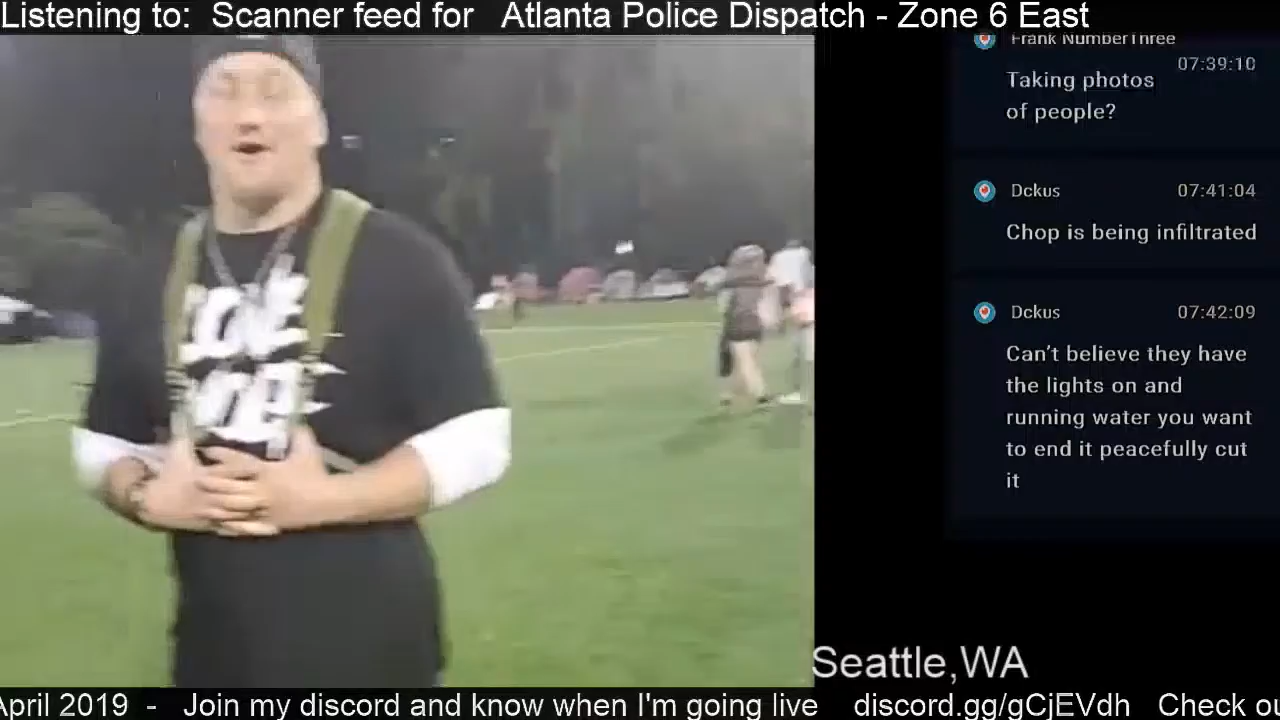 Listening to:  Scanner feed for   Atlanta Police Dispatch - Zone 6 East
Frank NumberThree
07:39:10
Taking photos
of people?
Dckus 07:41:04
Chop is being infiltrated
Dckus 07:42:09
Can't believe they have
the lights on and
running water you want
to end it peacefully cut
it
Seattle,WA
April 2019  -   Join my discord and know when I'm going live    discord.gg/gCjEVdh   Check ou